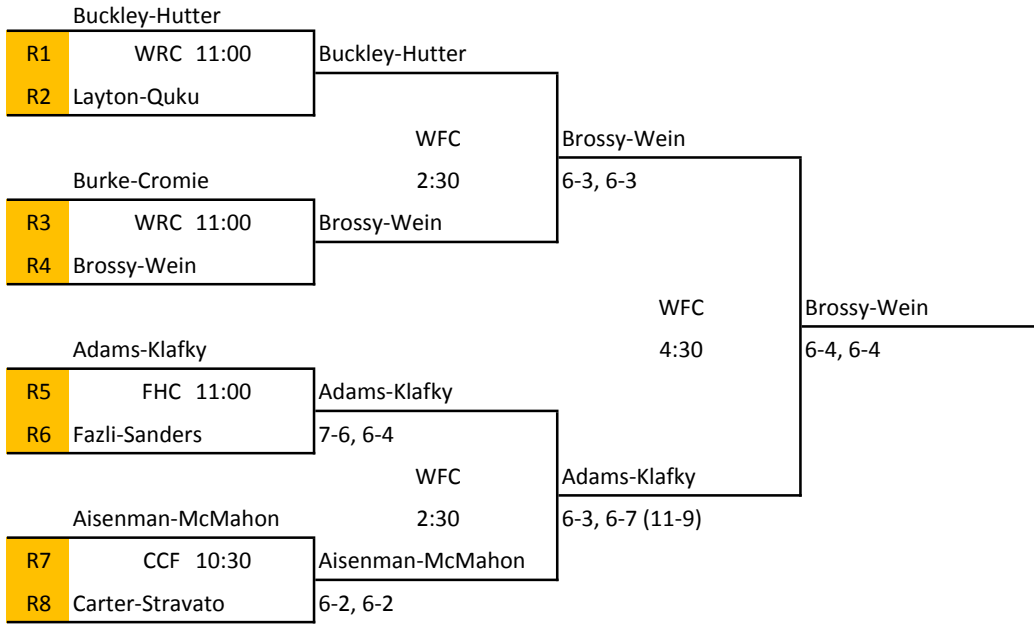 Buckley-Hutter
R1 WRC 11:00 Buckley-Hutter
R2 Layton-Quku
WFC Brossy-Wein
Burke-Cromie 2:30 6-3, 6-3
R3 WRC 11:00 Brossy-Wein
R4 Brossy-Wein
WFC Brossy-Wein
Adams-Klafky 4:30 6-4, 6-4
R5 FHC 11:00 Adams-Klafky
R6 Fazli-Sanders 7-6, 6-4
WFC Adams-Klafky
Aisenman-McMahon 2:30 6-3, 6-7 (11-9)
R7 CCF 10:30 Aisenman-McMahon
R8 Carter-Stravato 6-2, 6-2